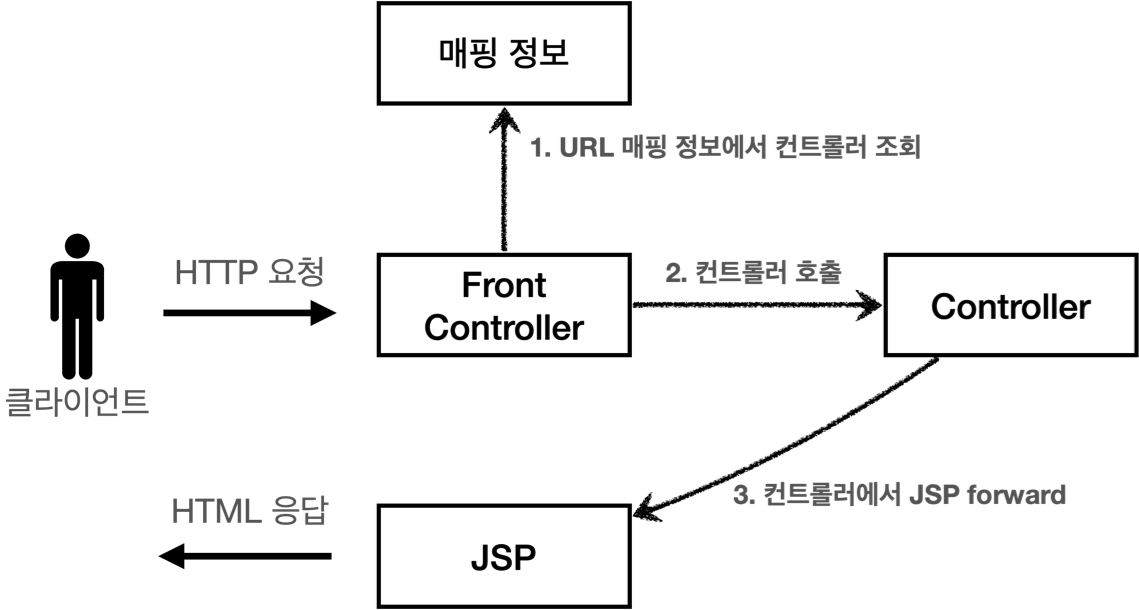 매핑 정보
1. URL 매핑 정보에서 컨트롤러 조회
HTTP 요청
Front
Controller
2. 컨트롤러 호출
Controller
클라이언트
3. 컨트롤러에서 JSP forward
HTML 응답
JSP